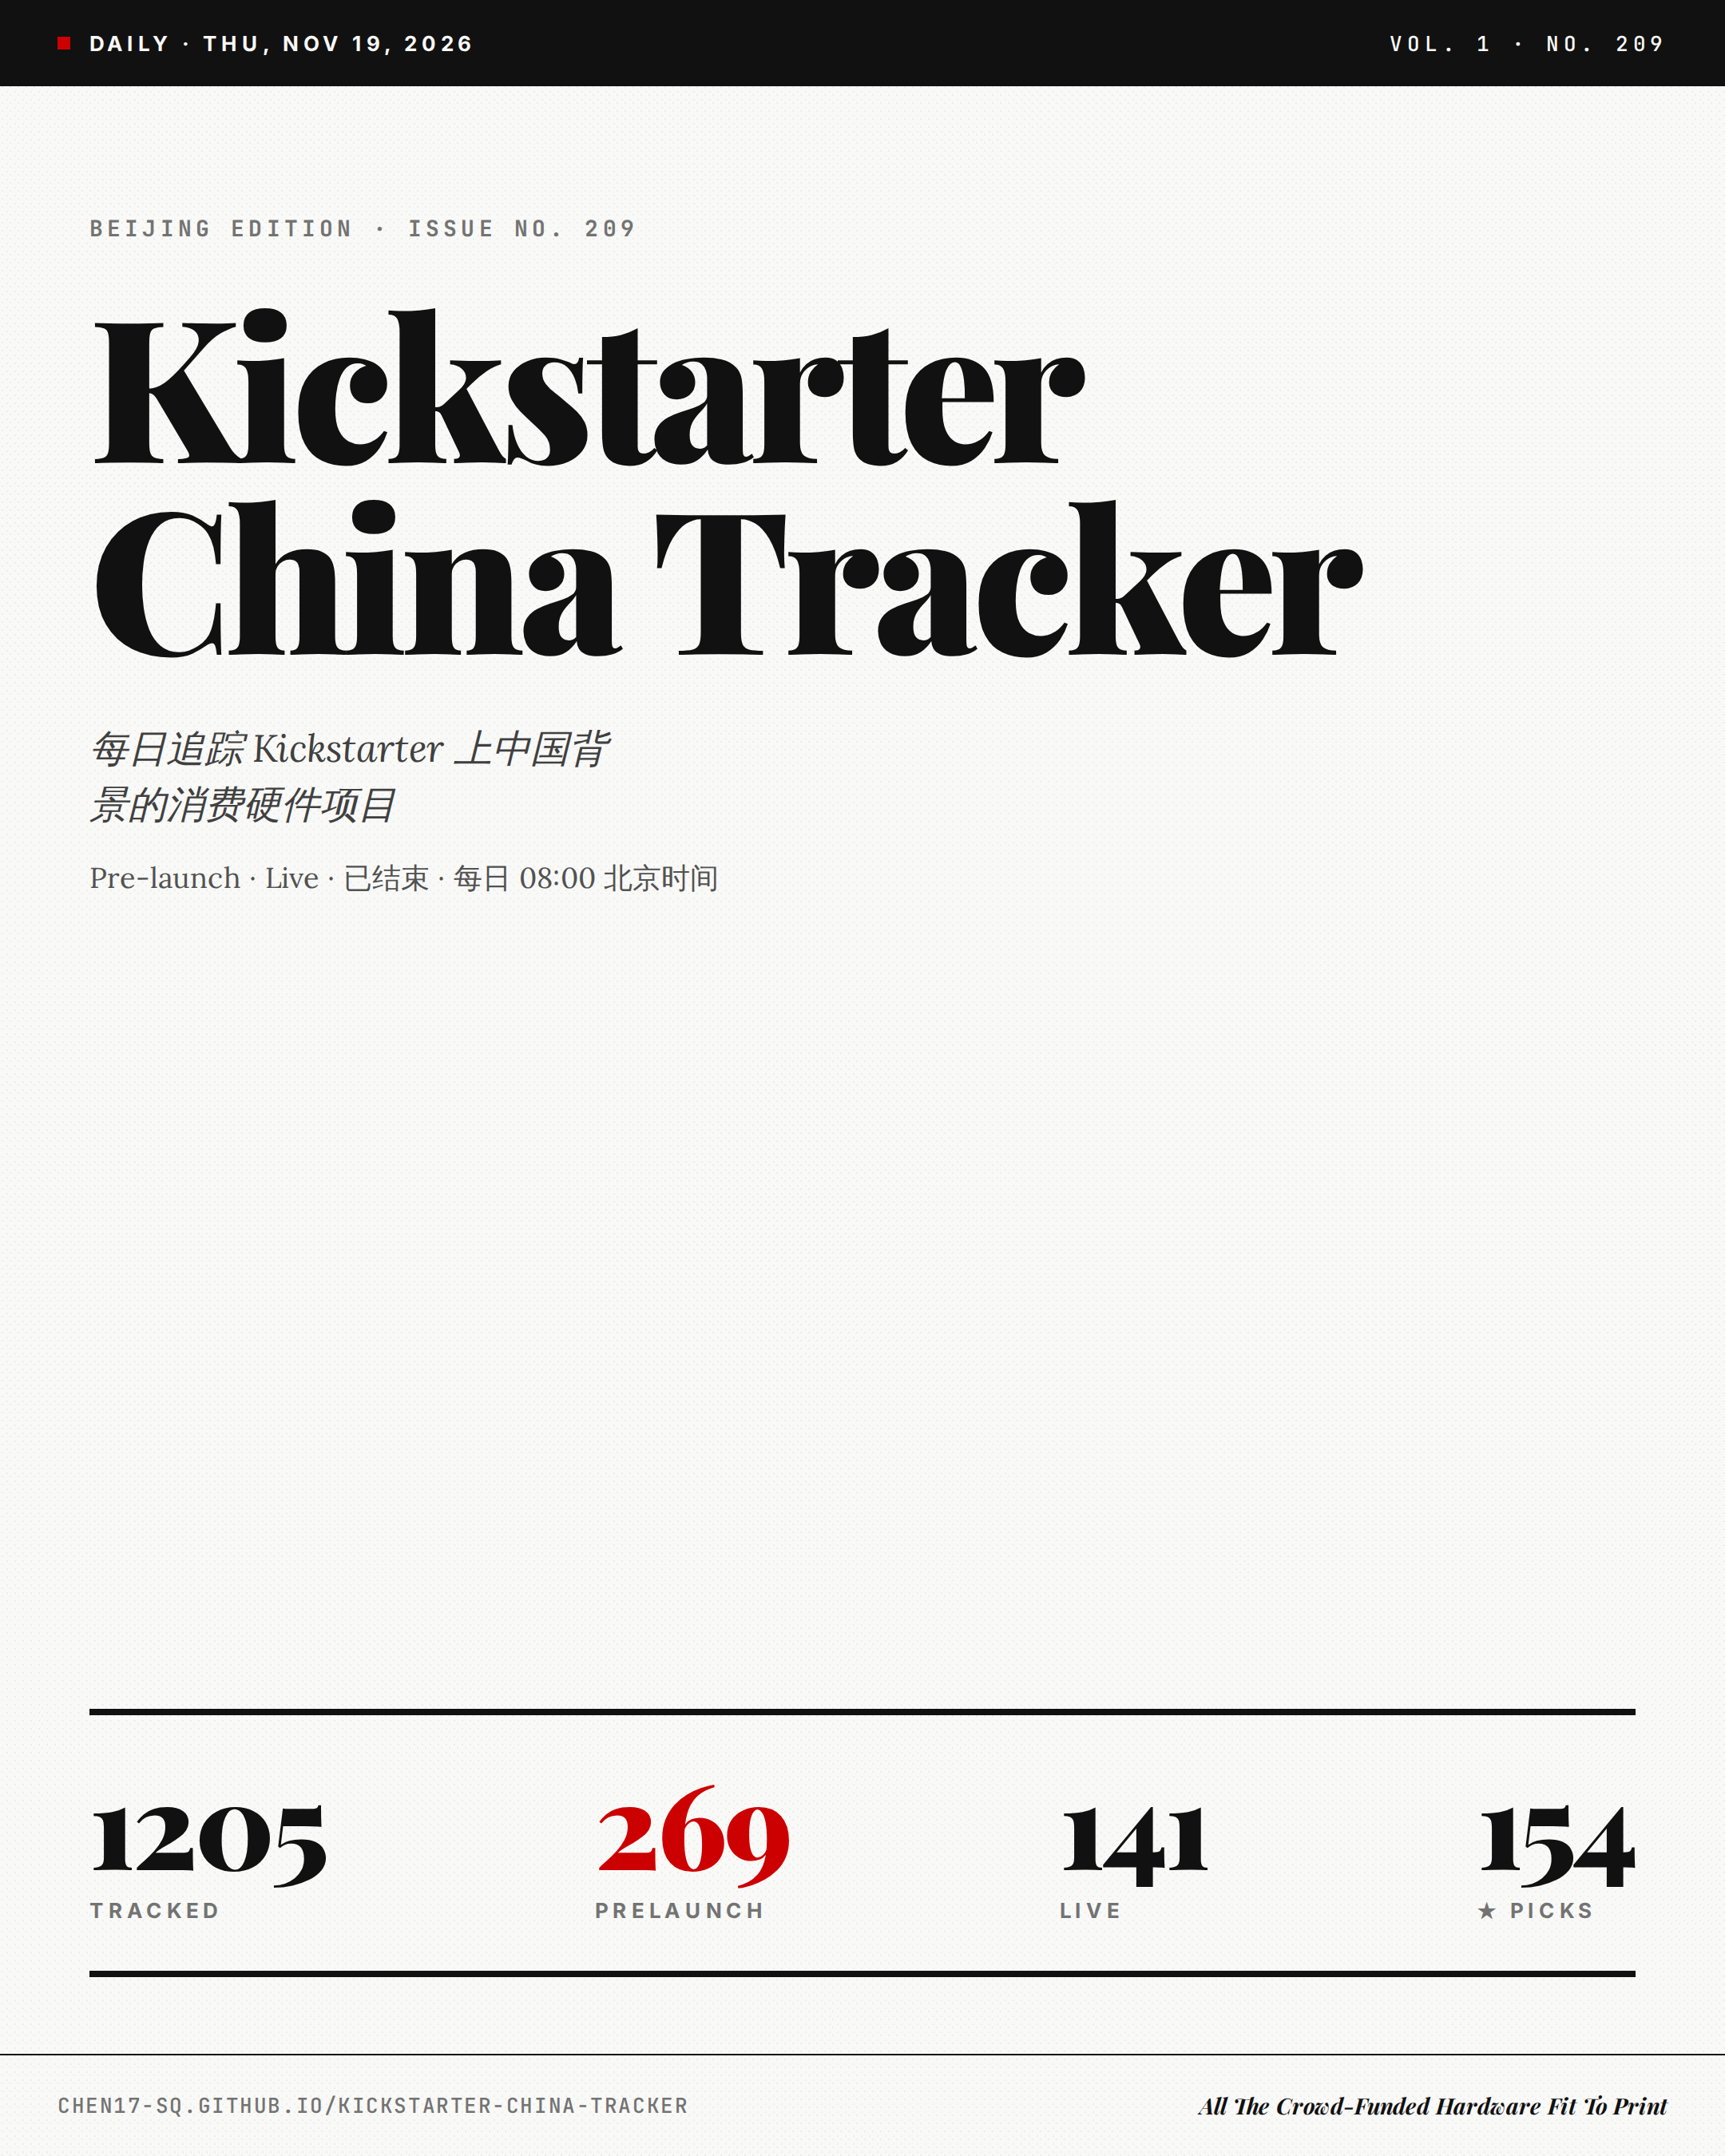 DAILY · THU, NOV 19, 2026
VOL. 1 · NO. 209
BEIJING EDITION · ISSUE NO. 209
Kickstarter
China Tracker
每日追踪 Kickstarter 上中国背
景的消费硬件项目
Pre-launch · Live · 已结束 · 每日 08:00 北京时间
1205
TRACKED
269
PRELAUNCH
141
LIVE
154
★ PICKS
CHEN17-SQ.GITHUB.IO/KICKSTARTER-CHINA-TRACKER
All The Crowd-Funded Hardware Fit To Print